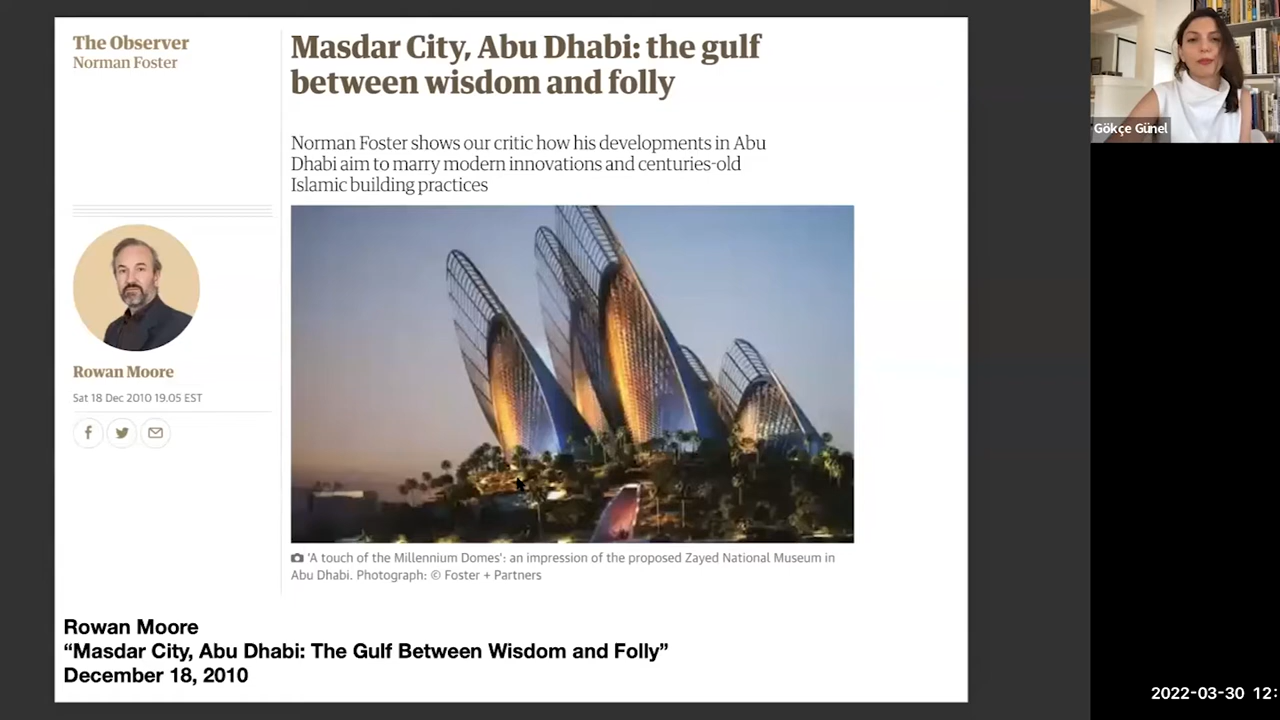 The Observer
Norman Foster
Masdar City, Abu Dhabi: the gulf
between wisdom and folly
Norman Foster shows our critic how his developments in Abu
Dhabi aim to marry modern innovations and centuries-old
Islamic building practices
Rowan Moore
Sat 18 Dec 2010 19.05 EST
'A touch of the Millennium Domes': an impression of the proposed Zayed National Museum in
Abu Dhabi. Photograph: © Foster + Partners
Rowan Moore
“Masdar City, Abu Dhabi: The Gulf Between Wisdom and Folly”
December 18, 2010
Gökçe Günel
2022-03-30 12: